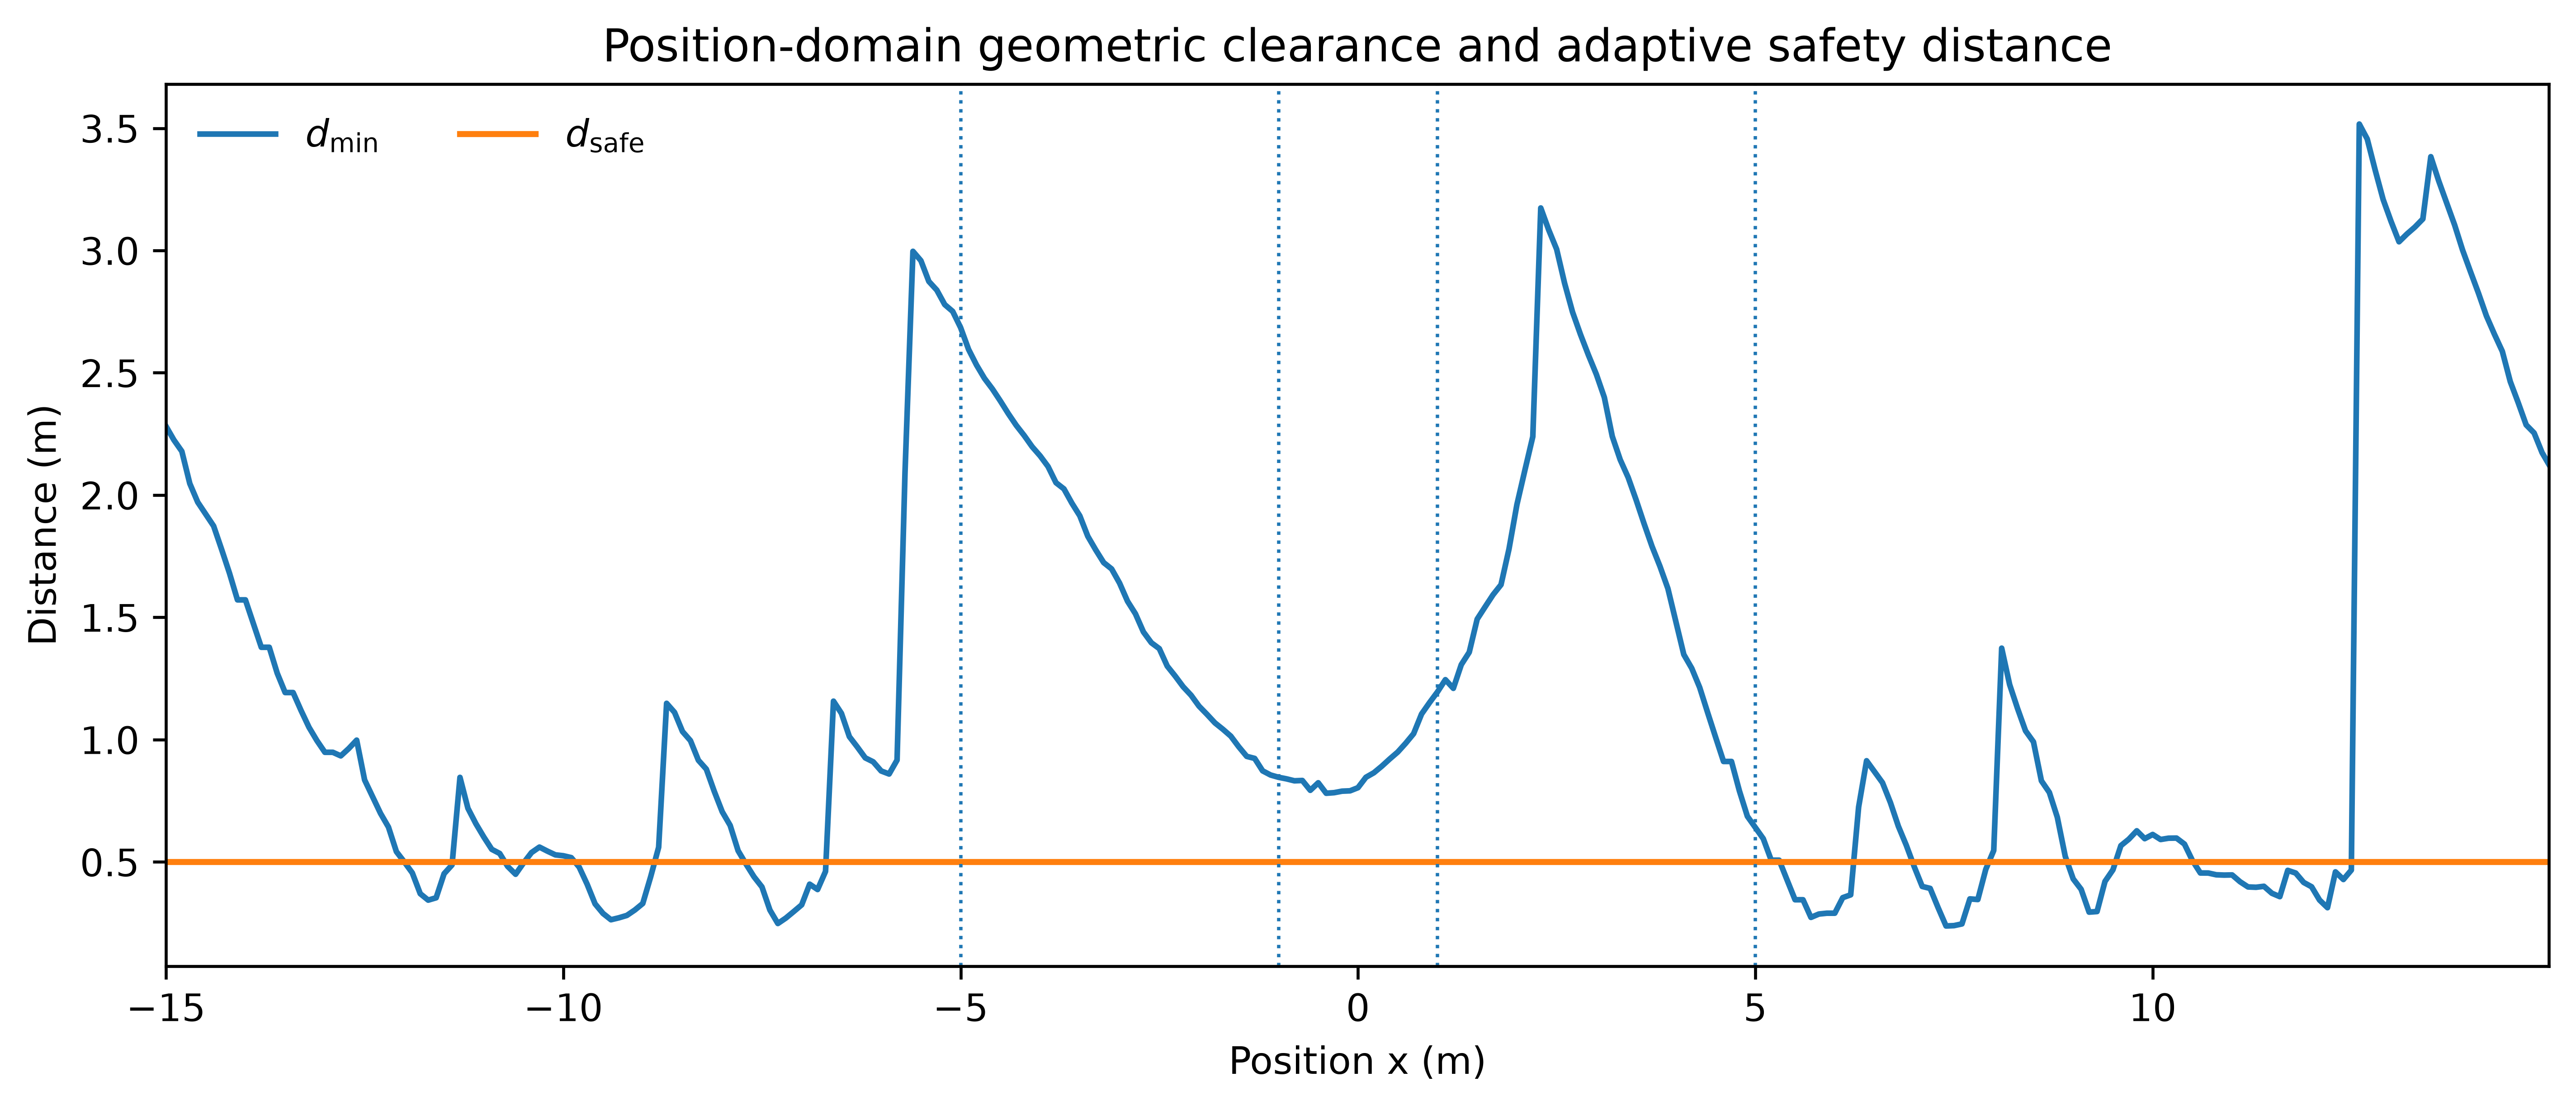 Position-domain geometric clearance and adaptive safety distance
d_min d_safe
3.5
3.0
2.5
2.0
1.5
1.0
0.5
Distance (m)
−15 −10 −5 0 5 10
Position x (m)